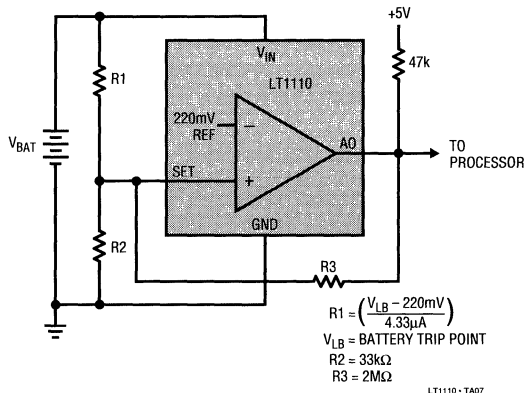 +5V
V_IN
R1
47k
LT1110
220mV
REF
−
V_BAT
AO
TO
PROCESSOR
SET
+
GND
R2
R3
R1 = (V_LB − 220mV / 4.33µA)
V_LB = BATTERY TRIP POINT
R2 = 33kΩ
R3 = 2MΩ
LT1110 • TA07